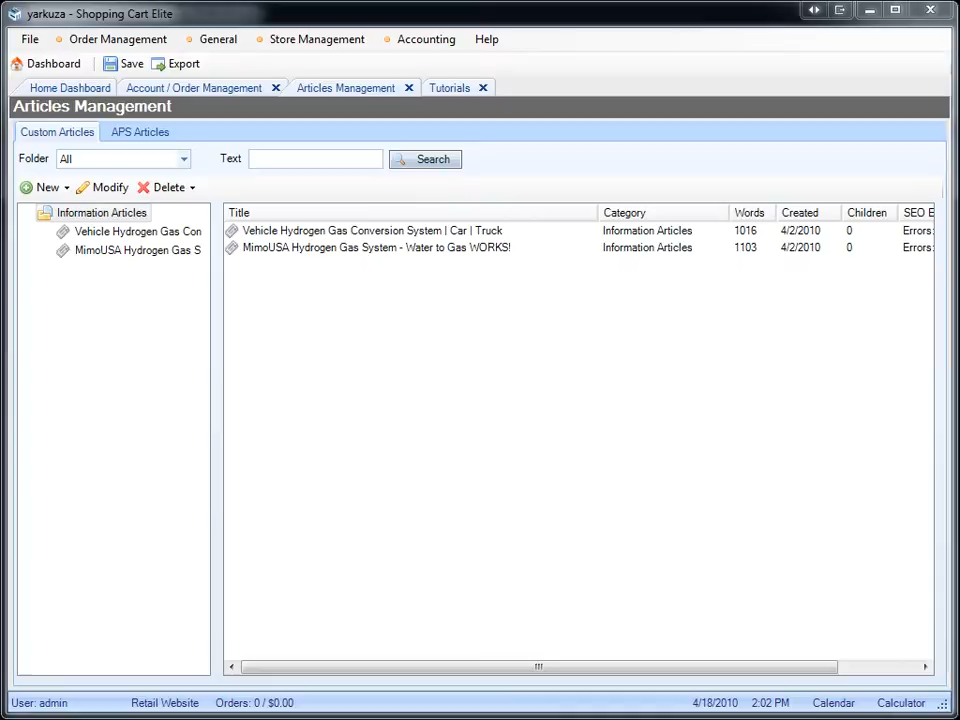 yarkuza - Shopping Cart Elite
File Order Management General Store Management Accounting Help
Dashboard Save Export
Home Dashboard Account / Order Management Articles Management Tutorials
Articles Management
Custom Articles APS Articles
Folder All Text Search
New Modify Delete
Information Articles
Vehicle Hydrogen Gas Con
MimoUSA Hydrogen Gas S
Title Category Words Created Children SEO E
Vehicle Hydrogen Gas Conversion System | Car | Truck Information Articles 1016 4/2/2010 0 Errors:
MimoUSA Hydrogen Gas System - Water to Gas WORKS! Information Articles 1103 4/2/2010 0 Errors:
User: admin Retail Website Orders: 0 / $0.00 4/18/2010 2:02 PM Calendar Calculator